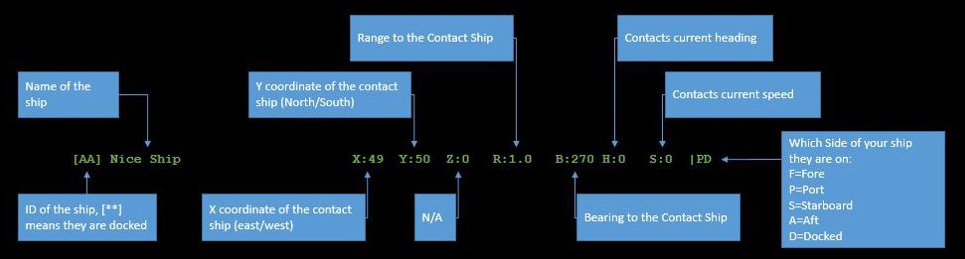 Range to the Contact Ship
Contacts current heading
Name of the
ship
Y coordinate of the contact
ship (North/South)
Contacts current speed
[AA] Nice Ship X:49 Y:50 Z:0 R:1.0 B:270 H:0 S:0 |PD
Which Side of your ship
they are on:
F=Fore
P=Port
S=Starboard
A=Aft
D=Docked
ID of the ship, [**]
means they are docked
X coordinate of the contact
ship (east/west)
N/A
Bearing to the Contact Ship